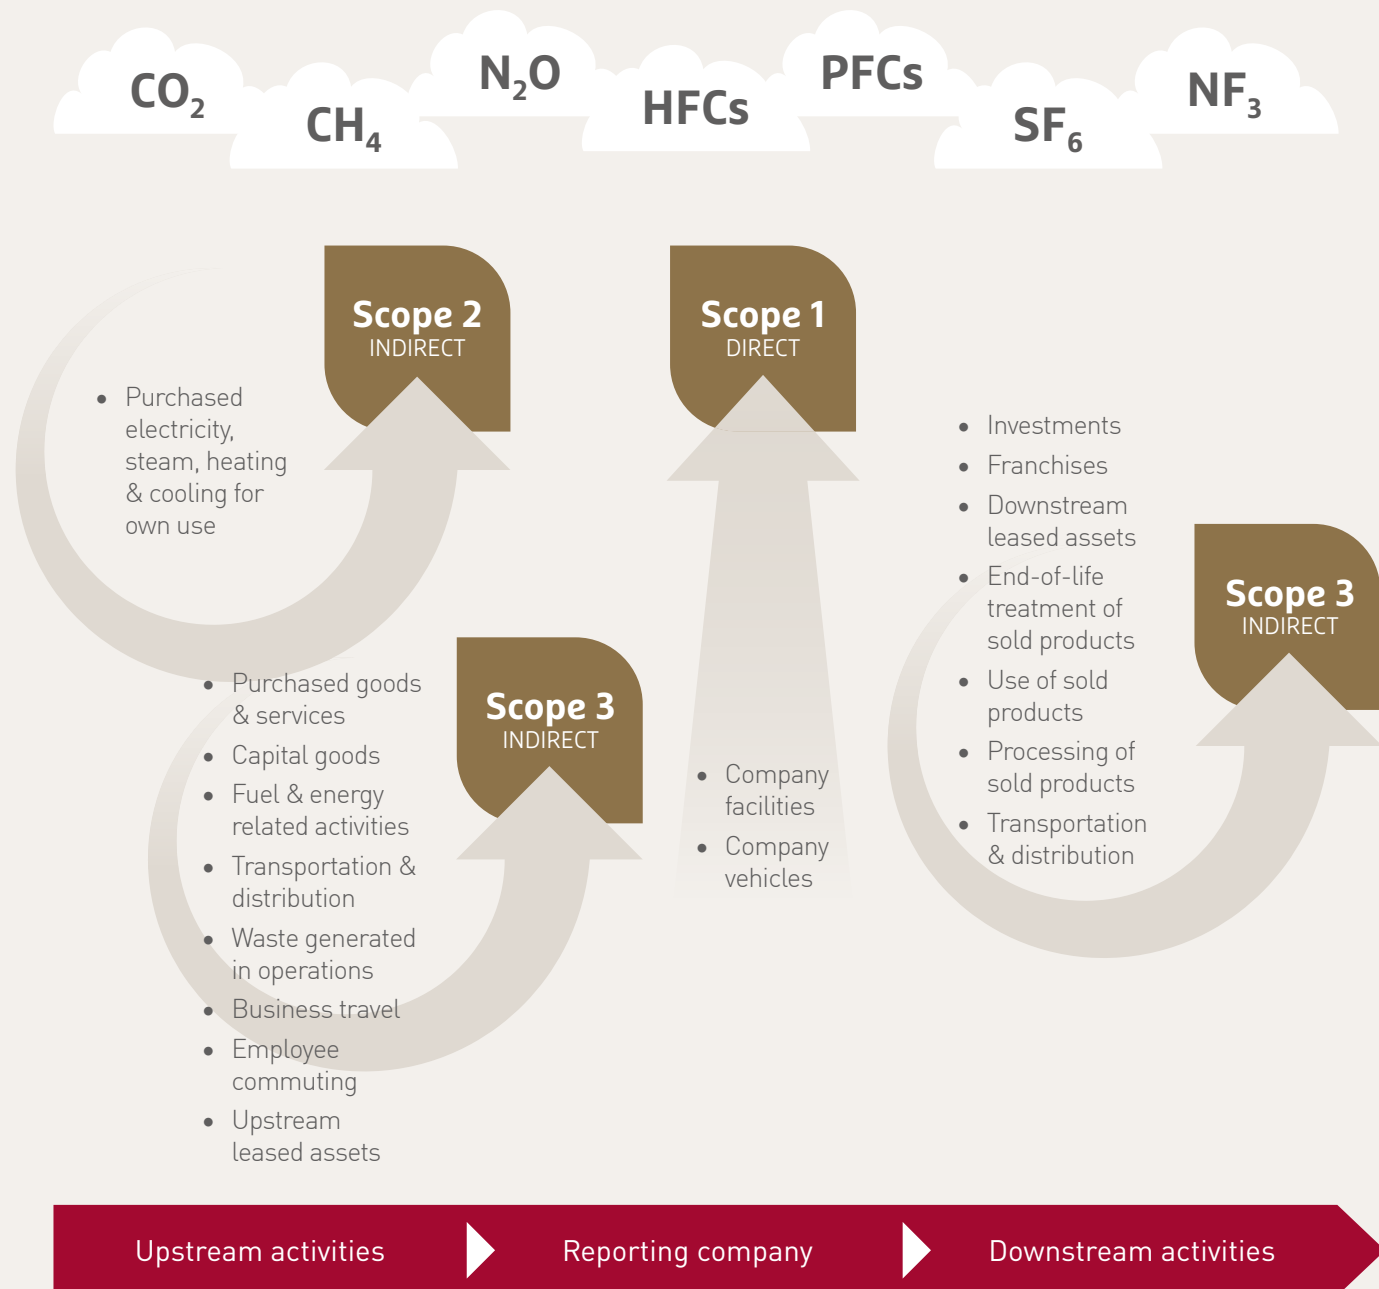 CO₂
CH₄
N₂O
HFCs
PFCs
SF₆
NF₃
Scope 2
INDIRECT
• Purchased
electricity,
steam, heating
& cooling for
own use
Scope 3
INDIRECT
• Purchased goods
& services
• Capital goods
• Fuel & energy
related activities
• Transportation &
distribution
• Waste generated
in operations
• Business travel
• Employee
commuting
• Upstream
leased assets
Scope 1
DIRECT
• Company
facilities
• Company
vehicles
Scope 3
INDIRECT
• Investments
• Franchises
• Downstream
leased assets
• End-of-life
treatment of
sold products
• Use of sold
products
• Processing of
sold products
• Transportation
& distribution
Upstream activities
Reporting company
Downstream activities